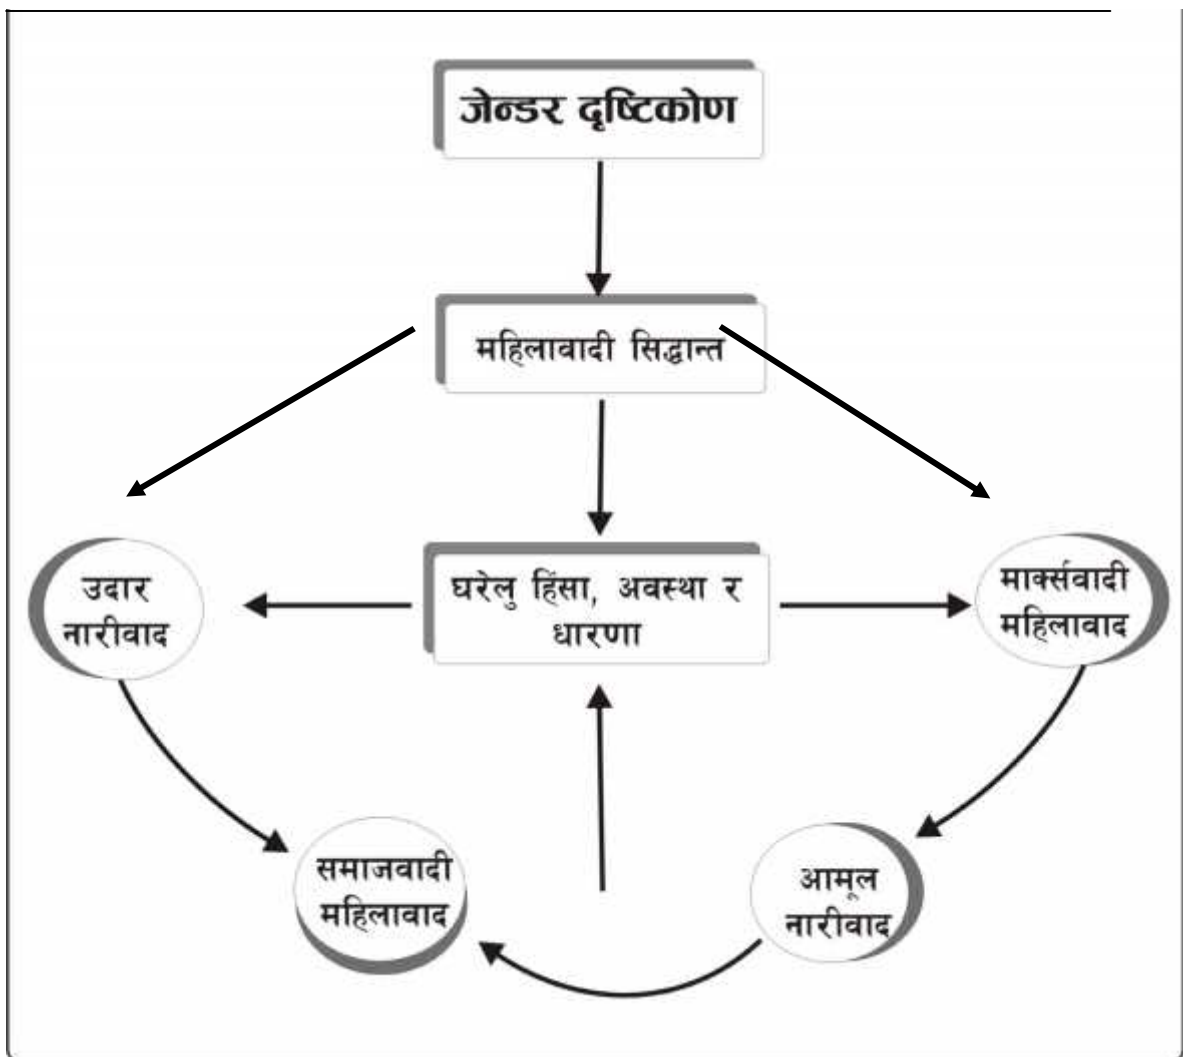 जेन्डर दृष्टिकोण
महिलावादी सिद्धान्त
उदार
नारीवाद
घरेलु हिंसा, अवस्था र
धारणा
मार्क्सवादी
महिलावाद
समाजवादी
महिलावाद
आमूल
नारीवाद